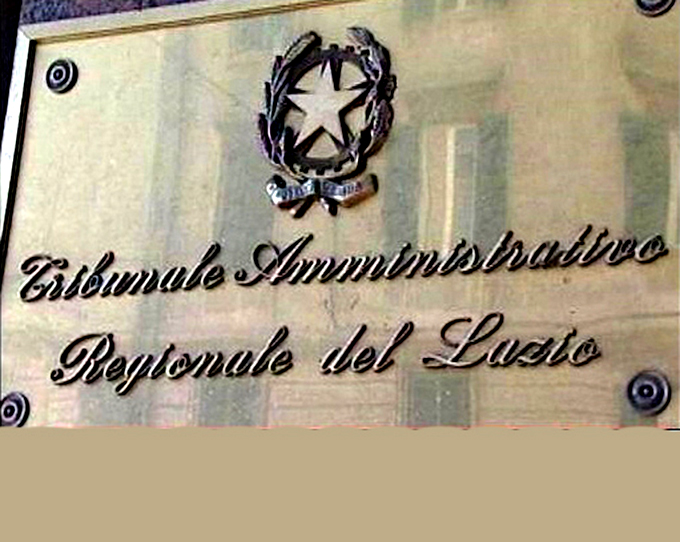 Tribunale Amministrativo
Regionale del Lazio